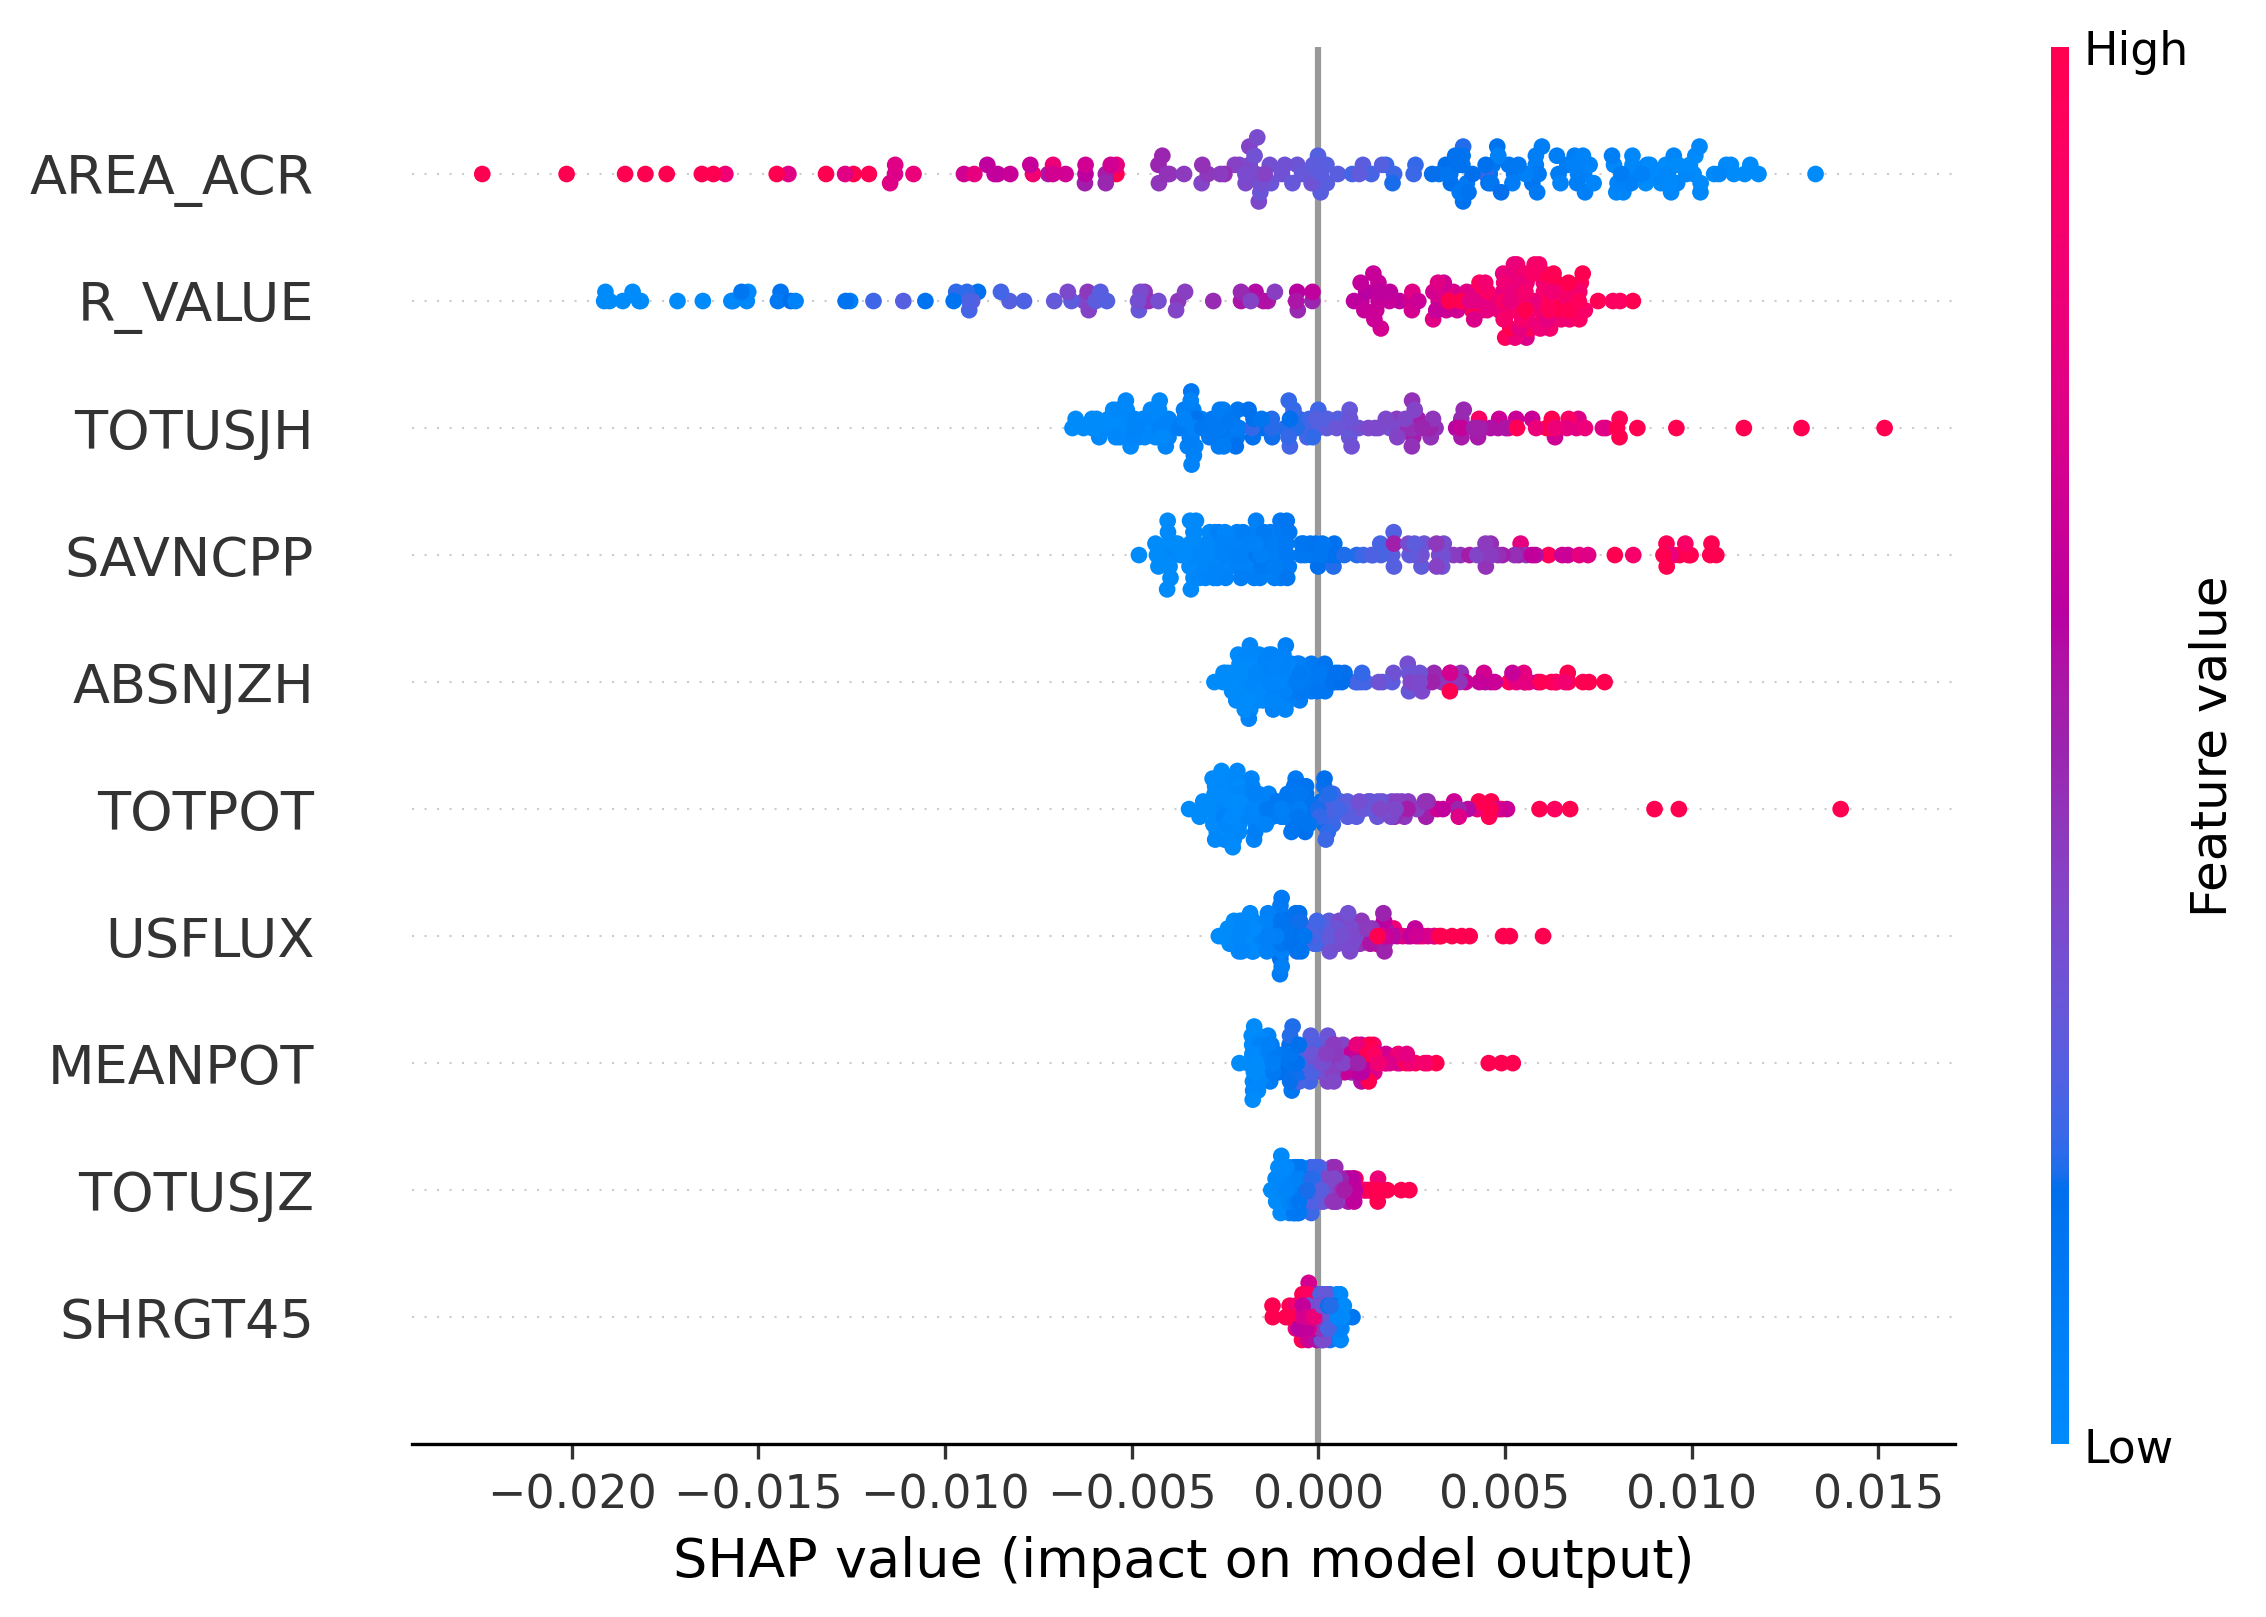 High
AREA_ACR
R_VALUE
TOTUSJH
SAVNCPP
ABSNJZH
TOTPOT
USFLUX
MEANPOT
TOTUSJZ
SHRGT45
Feature value
Low
−0.020 −0.015 −0.010 −0.005 0.000 0.005 0.010 0.015
SHAP value (impact on model output)